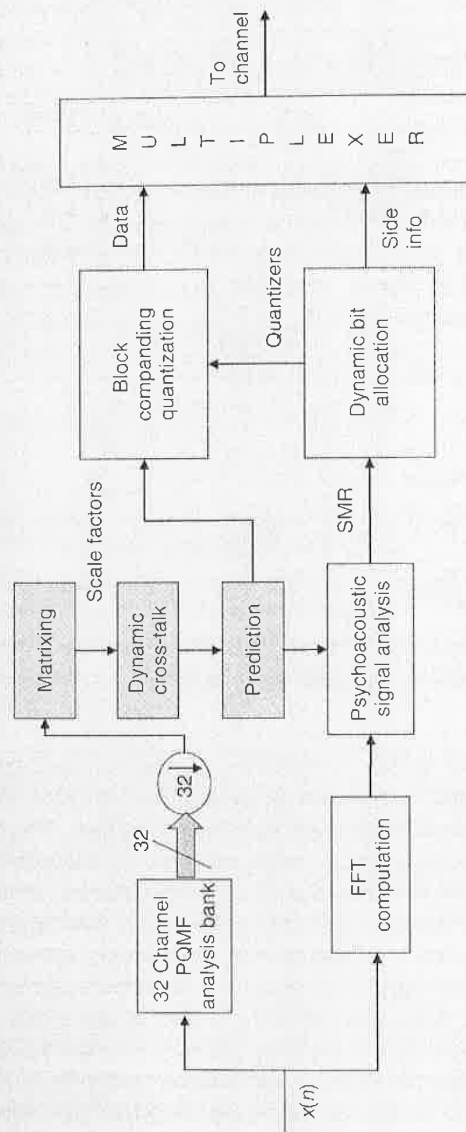 x(n)
32 Channel
PQMF
analysis bank
32
32
Matrixing
Dynamic
cross-talk
Prediction
Scale factors
Block
companding
quantization
Data
Quantizers
FFT
computation
Psychoacoustic
signal analysis
SMR
Dynamic bit
allocation
Side
info
M
U
L
T
I
P
L
E
X
E
R
To
channel